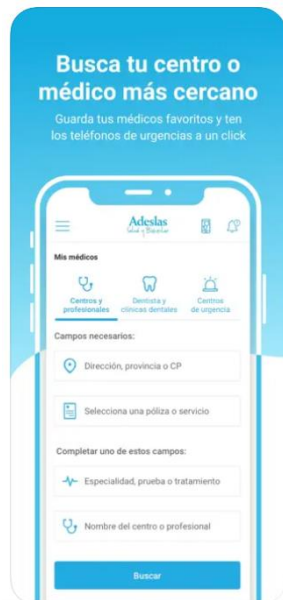 Busca tu centro o
médico más cercano
Guarda tus médicos favoritos y ten
los teléfonos de urgencias a un click
Adeslas
Salud y Bienestar
Mis médicos
Centros y
profesionales
Dentista y
clínicas dentales
Centros
de urgencia
Campos necesarios:
Dirección, provincia o CP
Selecciona una póliza o servicio
Completar uno de estos campos:
Especialidad, prueba o tratamiento
Nombre del centro o profesional
Buscar